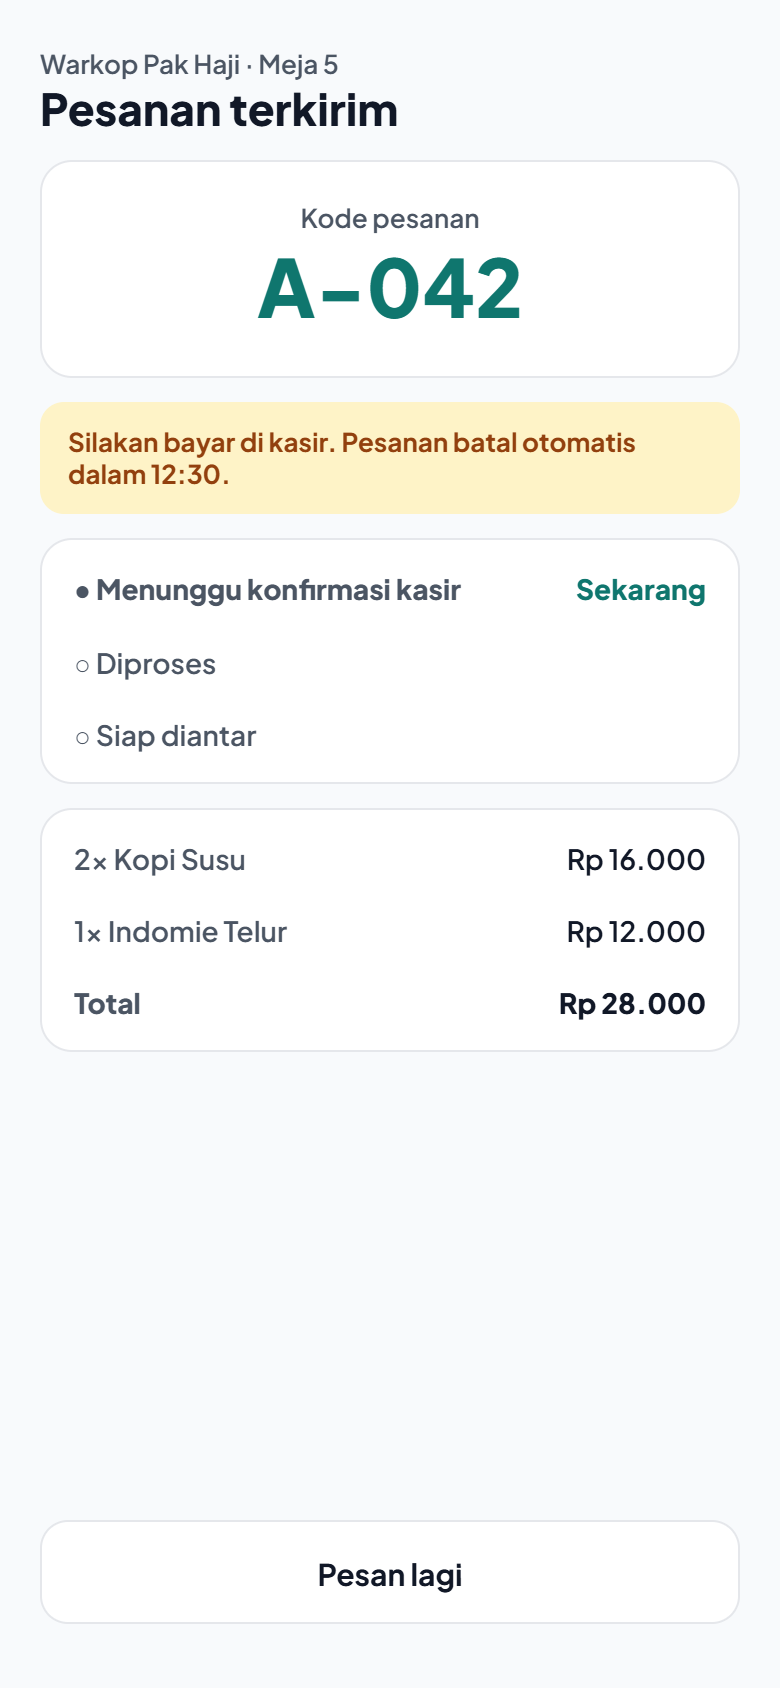 Warkop Pak Haji · Meja 5
Pesanan terkirim
Kode pesanan
A-042
Silakan bayar di kasir. Pesanan batal otomatis
dalam 12:30.
● Menunggu konfirmasi kasir Sekarang
○ Diproses
○ Siap diantar
2× Kopi Susu Rp 16.000
1× Indomie Telur Rp 12.000
Total Rp 28.000
Pesan lagi